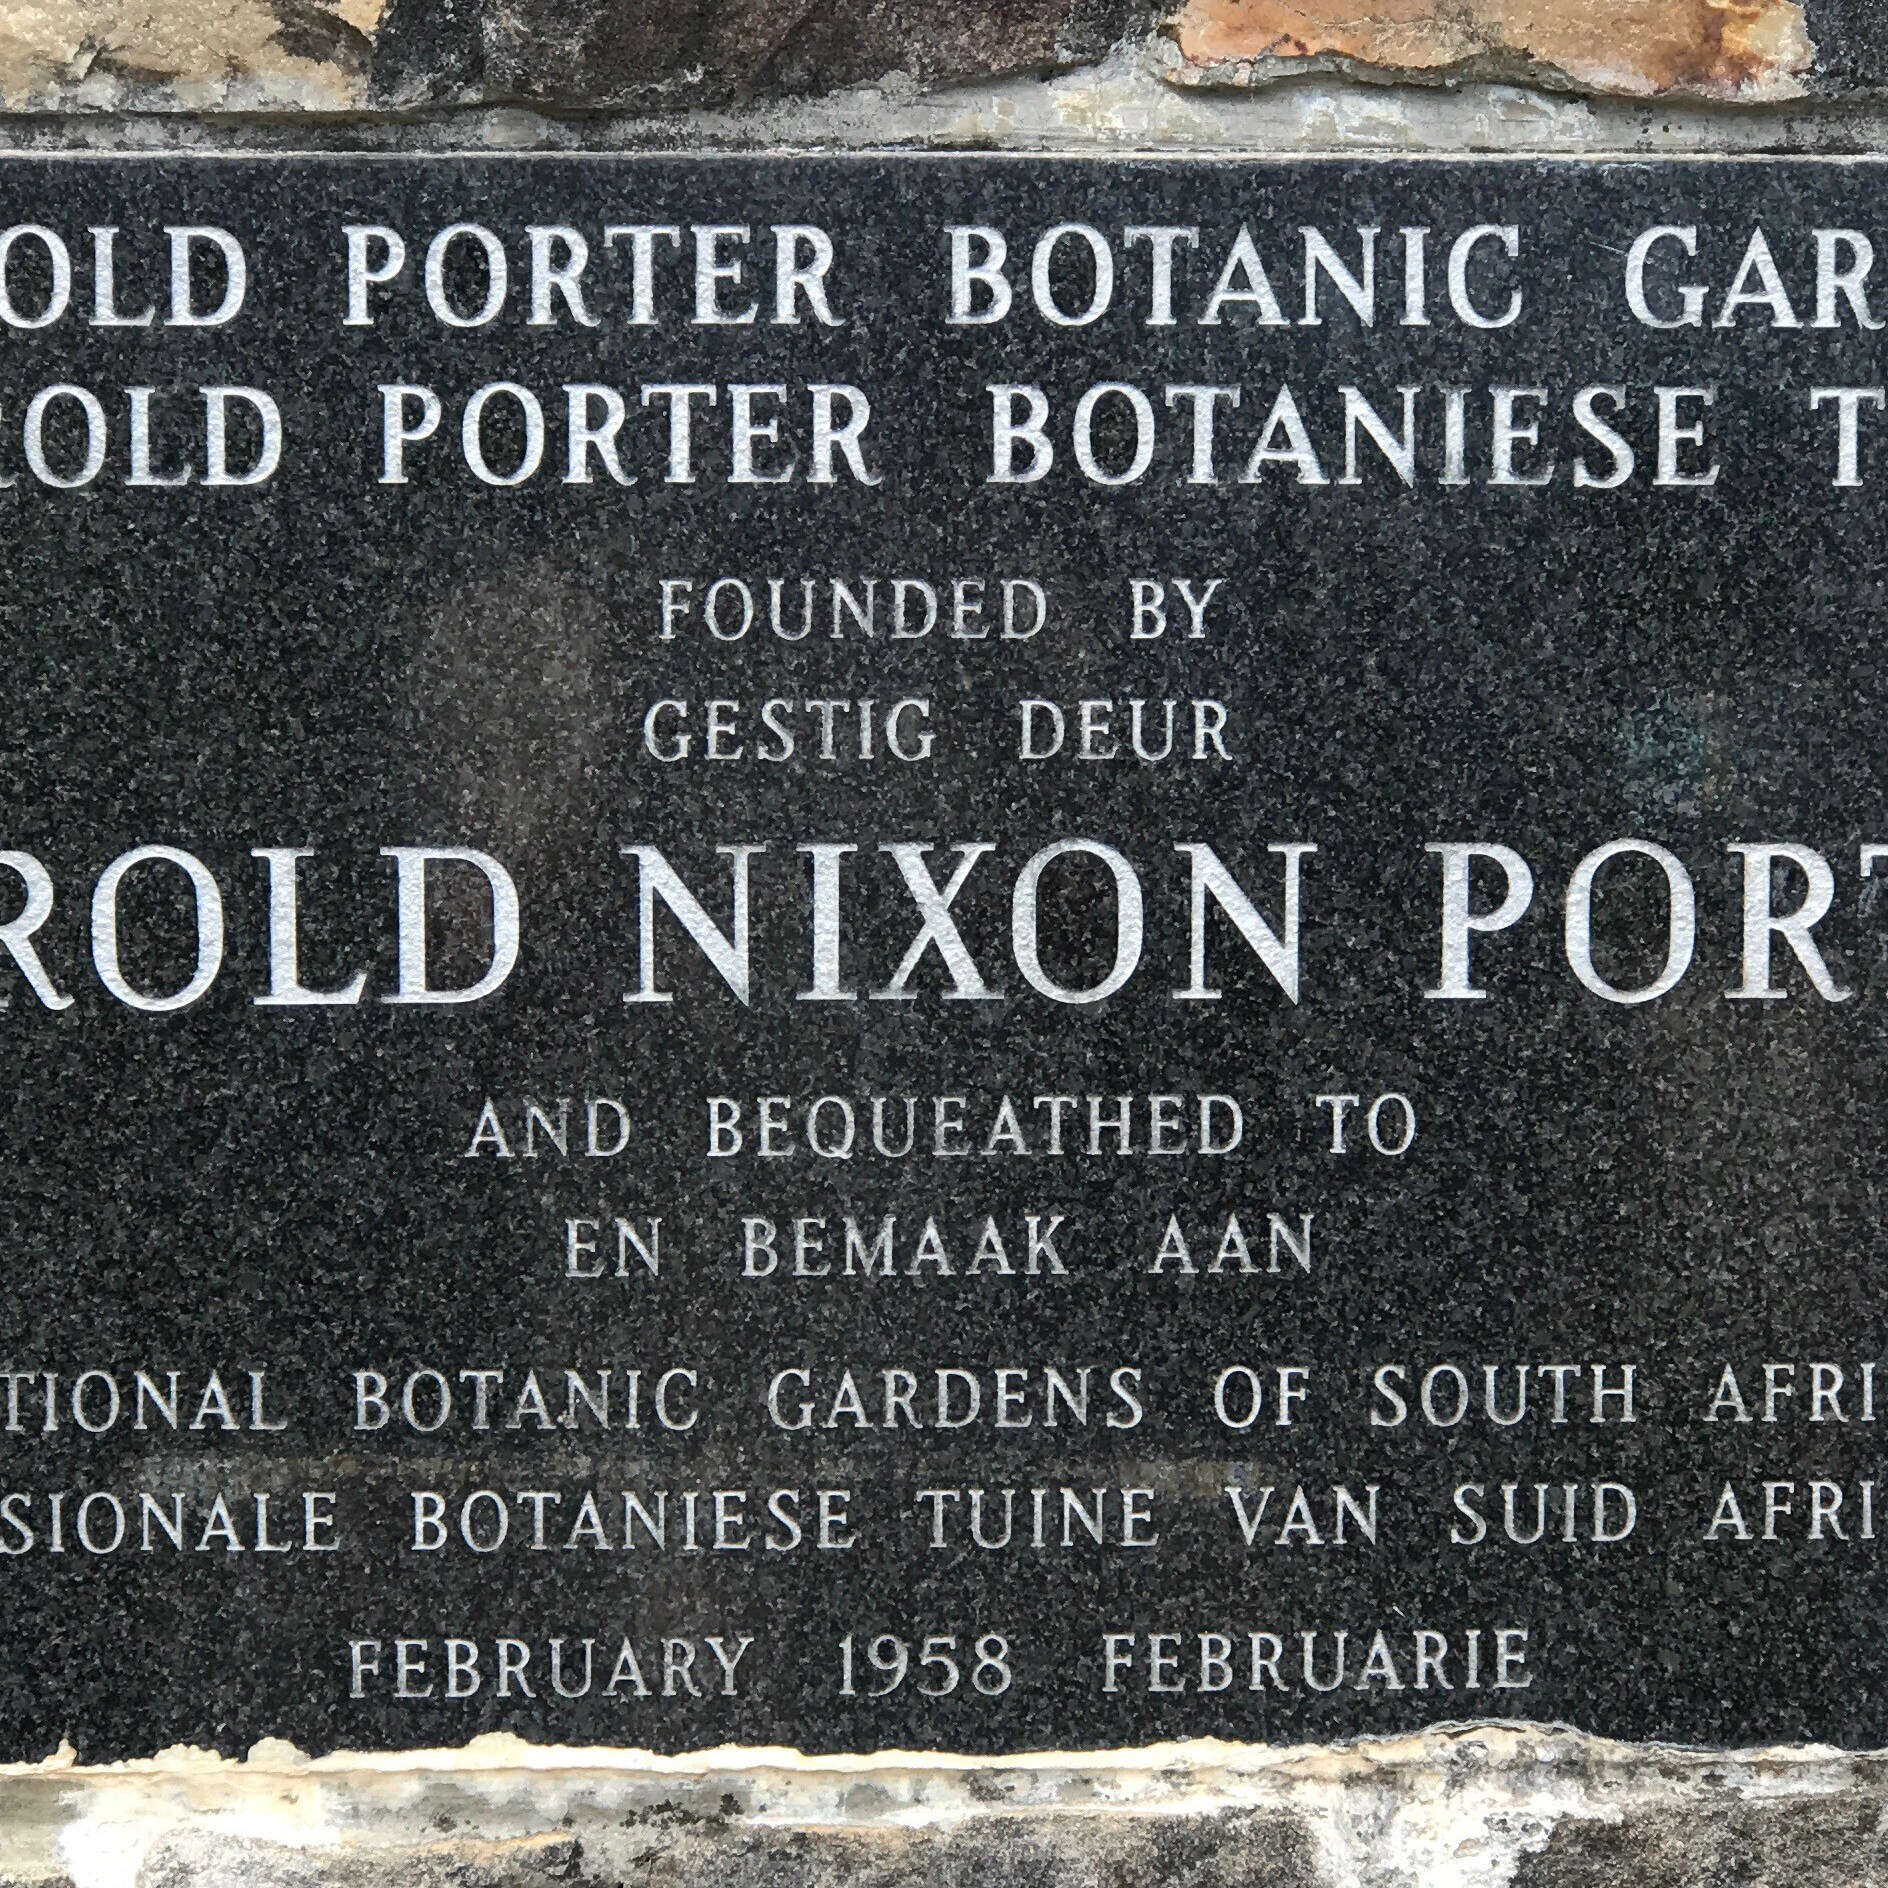 OLD PORTER BOTANIC GAR
ROLD PORTER BOTANIESE T
FOUNDED BY
GESTIG DEUR
ROLD NIXON PORT
AND BEQUEATHED TO
EN BEMAAK AAN
TIONAL BOTANIC GARDENS OF SOUTH AFRI
SIONALE BOTANIESE TUINE VAN SUID AFRI
FEBRUARY 1958 FEBRUARIE